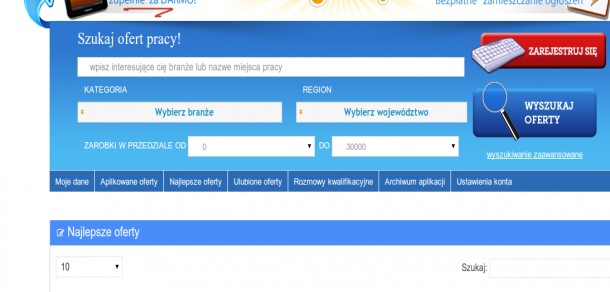 zupełnie za DARMO!
Bezpłatne zamieszczanie ogłoszeń
Szukaj ofert pracy!
wpisz interesujące cię branże lub nazwe miejsca pracy
ZAREJESTRUJ SIĘ
KATEGORIA
REGION
Wybierz branże
Wybierz województwo
WYSZUKAJ
OFERTY
ZAROBKI W PRZEDZIALE OD
0
DO
30000
wyszukiwanie zaawansowane
Moje dane
Aplikowane oferty
Najlepsze oferty
Ulubione oferty
Rozmowy kwalifikacyjne
Archiwum aplikacji
Ustawienia konta
Najlepsze oferty
10
Szukaj: